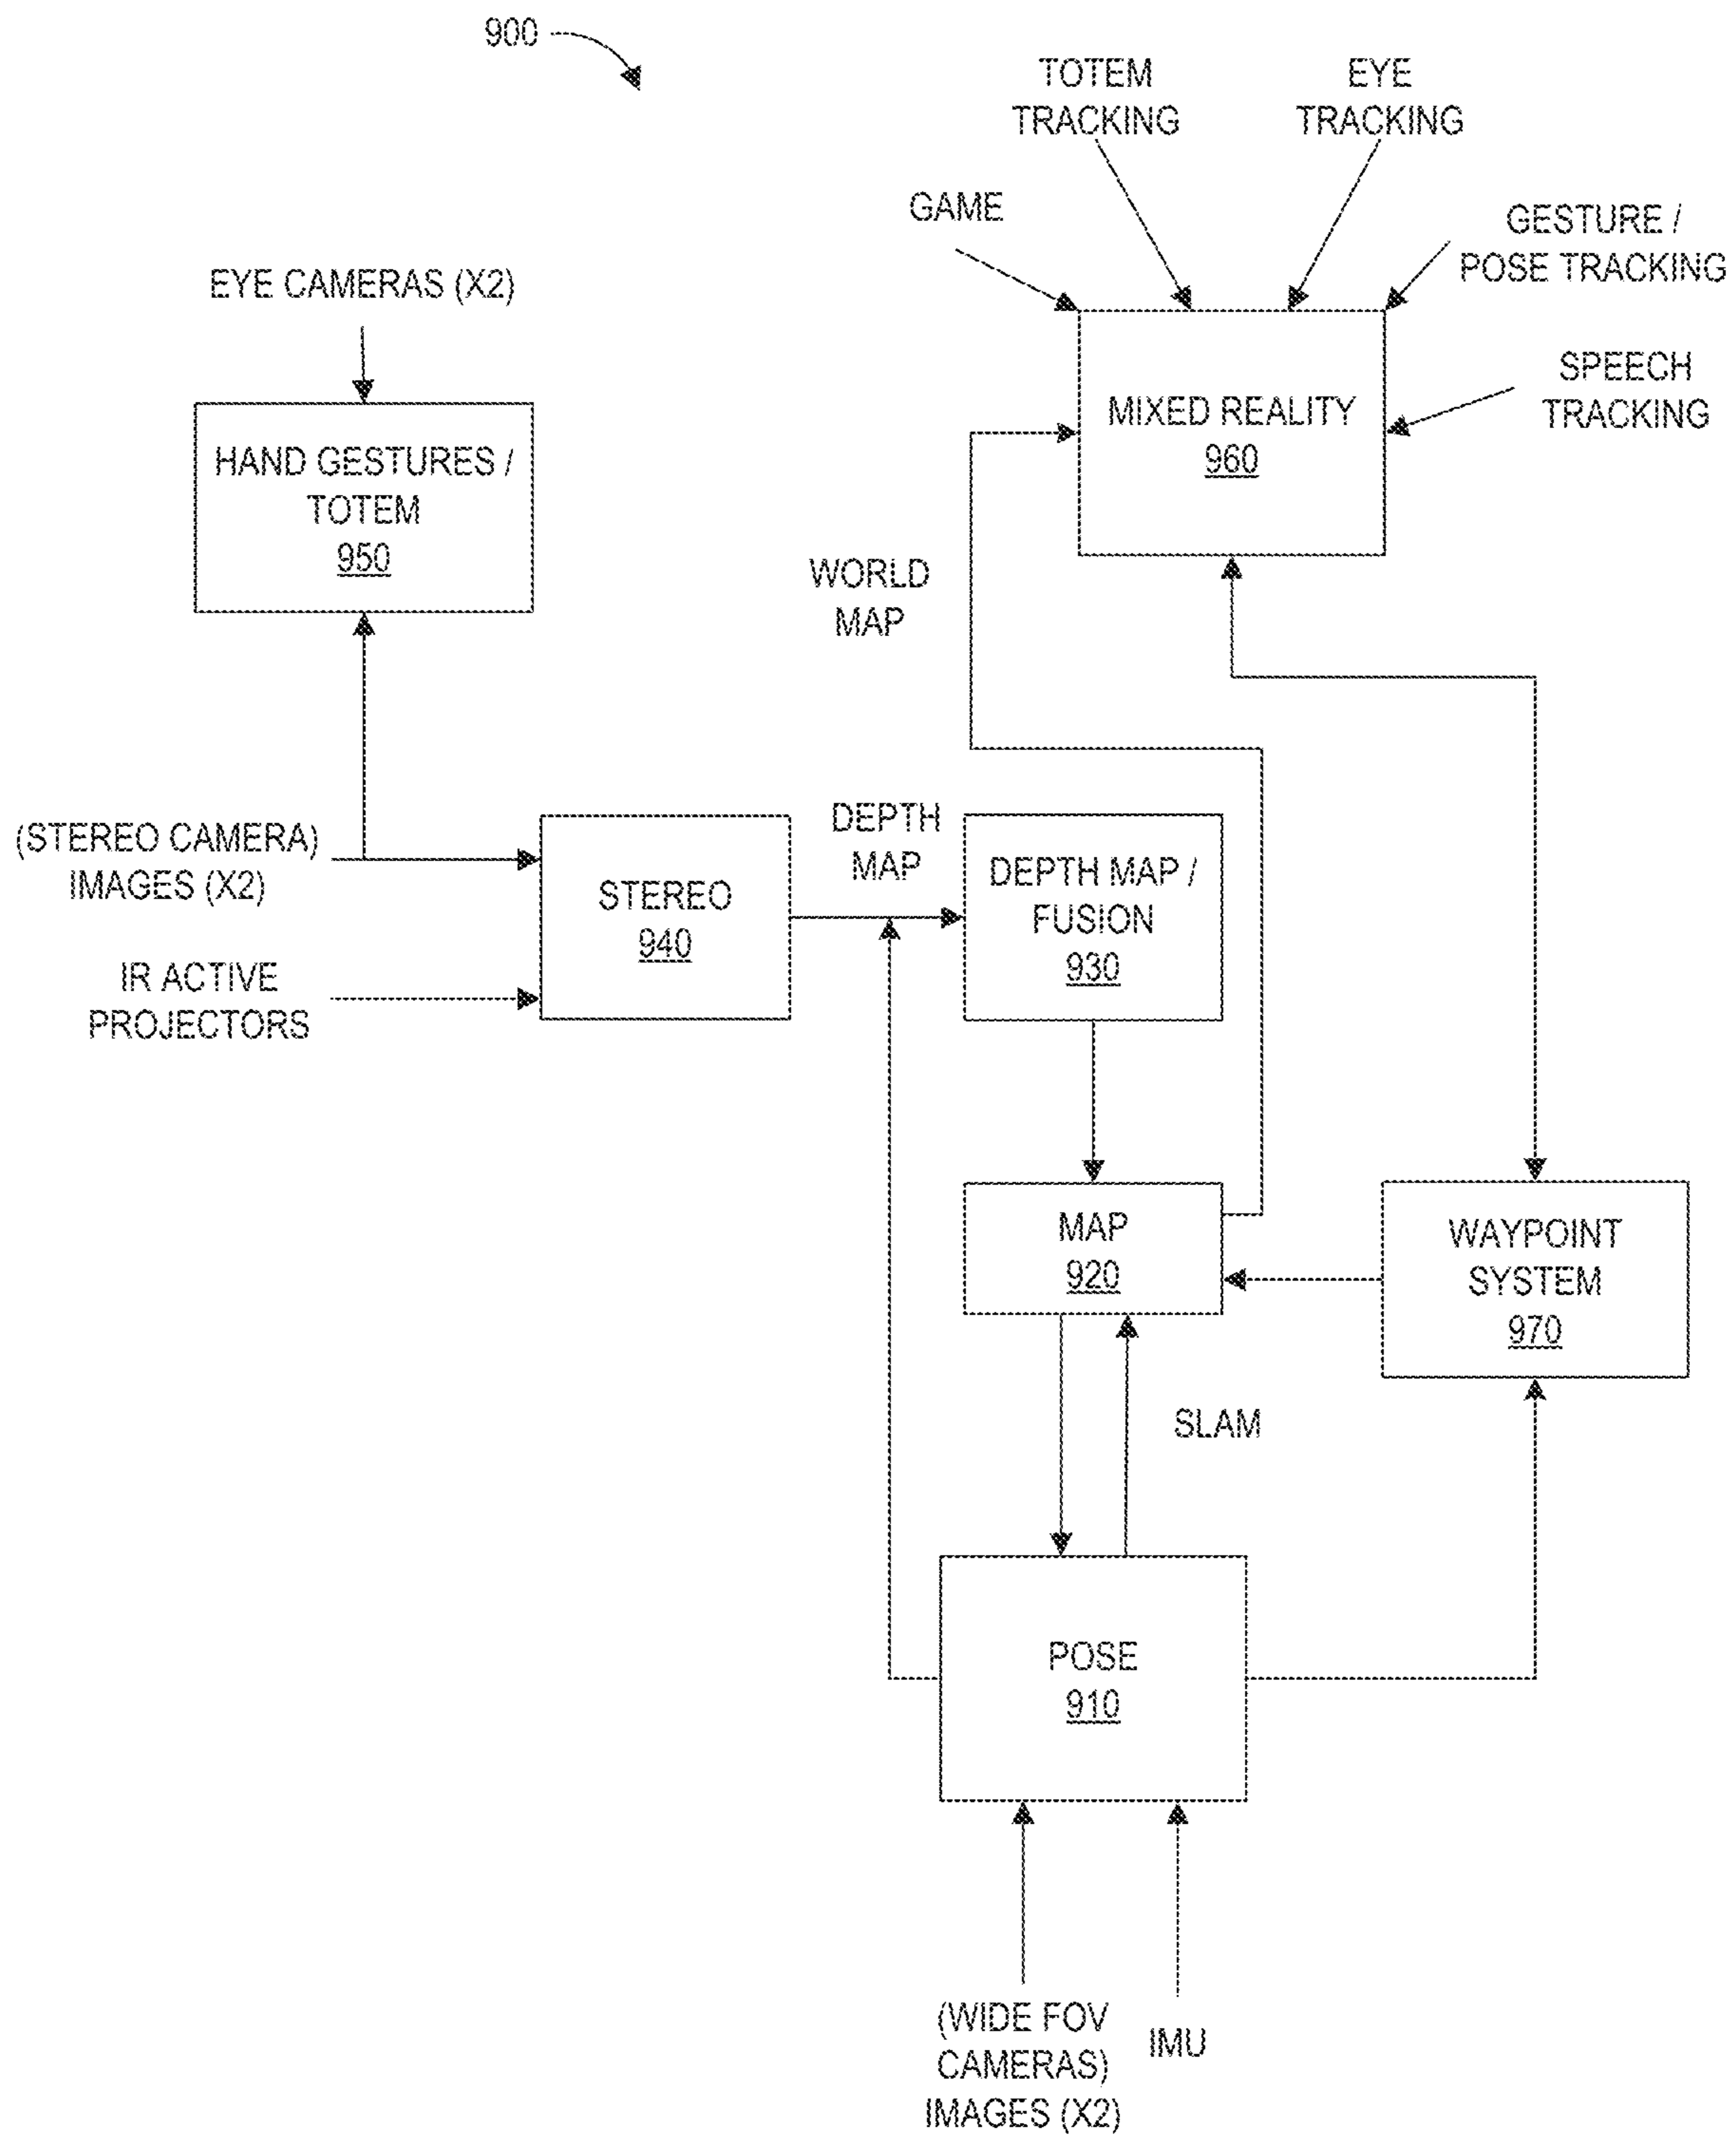 900
TOTEM
TRACKING
EYE
TRACKING
GAME
GESTURE /
POSE TRACKING
EYE CAMERAS (X2)
SPEECH
TRACKING
MIXED REALITY
960
HAND GESTURES /
TOTEM
950
WORLD
MAP
(STEREO CAMERA)
IMAGES (X2)
IR ACTIVE
PROJECTORS
STEREO
940
DEPTH
MAP
DEPTH MAP /
FUSION
930
MAP
920
WAYPOINT
SYSTEM
970
SLAM
POSE
910
(WIDE FOV
CAMERAS)
IMAGES (X2)
IMU